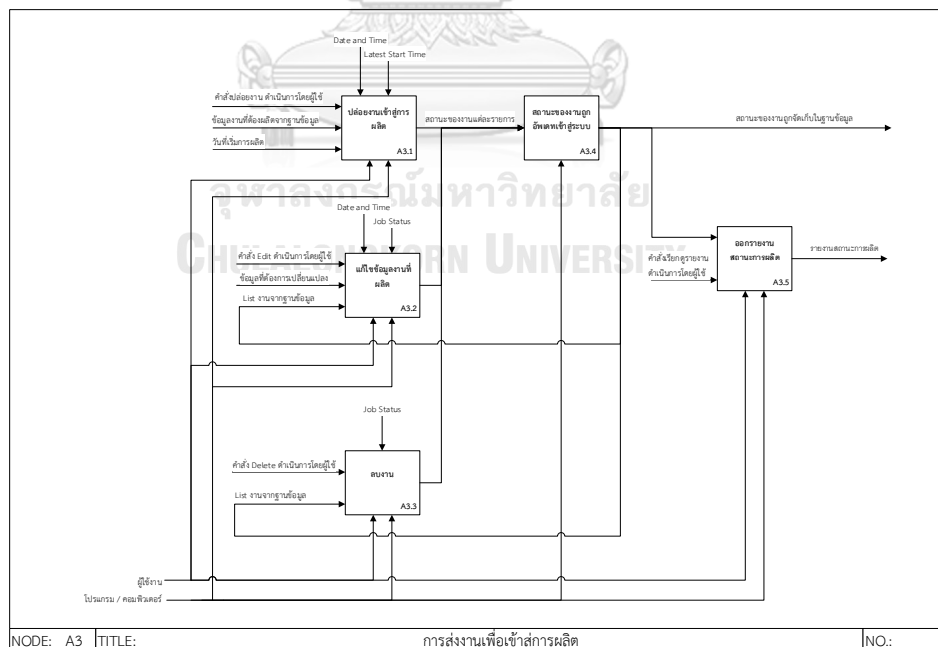 Date and Time
Latest Start Time
คำสั่งปล่อยงาน ดำเนินการโดยผู้ใช้
ข้อมูลงานที่ต้องผลิตจากฐานข้อมูล
วันที่เริ่มการผลิต
ปล่อยงานเข้าสู่การ
ผลิต
A3.1
สถานะของงานแต่ละรายการ
สถานะของงานถูก
อัพเดทเข้าสู่ระบบ
A3.4
สถานะของงานถูกจัดเก็บในฐานข้อมูล
จุฬาลงกรณ์มหาวิทยาลัย
CHULALONGKORN UNIVERSITY
Date and Time
Job Status
คำสั่ง Edit ดำเนินการโดยผู้ใช้
ข้อมูลที่ต้องการเปลี่ยนแปลง
List งานจากฐานข้อมูล
แก้ไขข้อมูลงานที่
ผลิต
A3.2
คำสั่งเรียกดูรายงาน
ดำเนินการโดยผู้ใช้
ออกรายงาน
สถานะการผลิต
A3.5
รายงานสถานะการผลิต
Job Status
คำสั่ง Delete ดำเนินการโดยผู้ใช้
List งานจากฐานข้อมูล
ลบงาน
A3.3
ผู้ใช้งาน
โปรแกรม / คอมพิวเตอร์
NODE: A3 TITLE: การส่งงานเพื่อเข้าสู่การผลิต NO.: